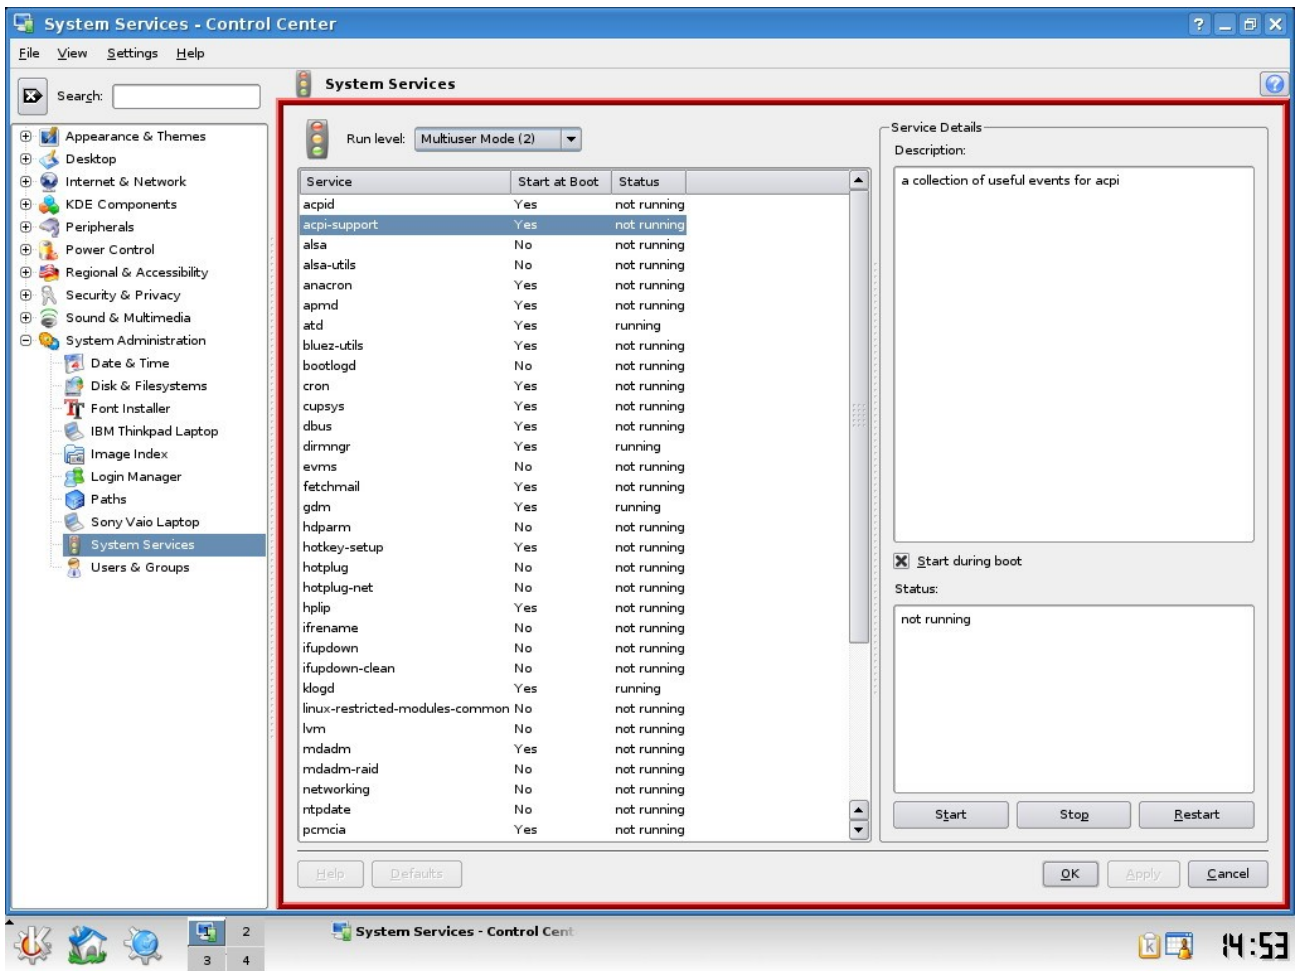 System Services - Control Center
File View Settings Help
Search:
System Services
Appearance & Themes
Desktop
Internet & Network
KDE Components
Peripherals
Power Control
Regional & Accessibility
Security & Privacy
Sound & Multimedia
System Administration
Date & Time
Disk & Filesystems
Font Installer
IBM Thinkpad Laptop
Image Index
Login Manager
Paths
Sony Vaio Laptop
System Services
Users & Groups
Run level: Multiuser Mode (2)
Service Start at Boot Status
acpid Yes not running
acpi-support Yes not running
alsa No not running
alsa-utils No not running
anacron Yes not running
apmd Yes not running
atd Yes running
bluez-utils Yes not running
bootlogd No not running
cron Yes not running
cupsys Yes not running
dbus Yes not running
dirmngr Yes running
evms No not running
fetchmail Yes not running
gdm Yes running
hdparm No not running
hotkey-setup Yes not running
hotplug No not running
hotplug-net No not running
hplip Yes not running
ifrename No not running
ifupdown No not running
ifupdown-clean No not running
klogd Yes running
linux-restricted-modules-common No not running
lvm No not running
mdadm Yes not running
mdadm-raid No not running
networking No not running
ntpdate No not running
pcmcia Yes not running
Service Details
Description:
a collection of useful events for acpi
Start during boot
Status:
not running
Start Stop Restart
Help Defaults OK Apply Cancel
2
3 4
System Services - Control Cent
14:53